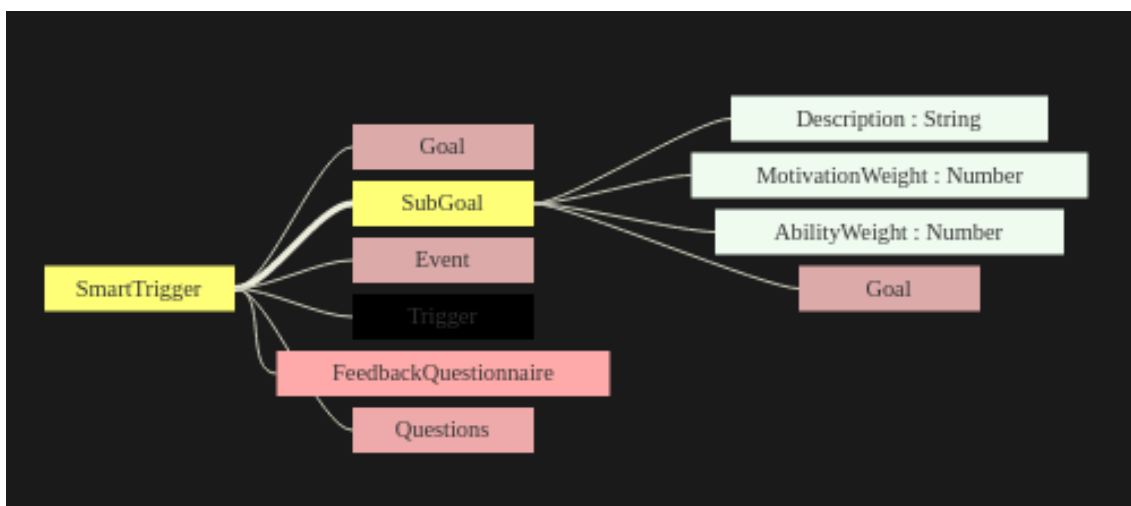 SmartTrigger
Goal
SubGoal
Event
Trigger
FeedbackQuestionnaire
Questions
Description : String
MotivationWeight : Number
AbilityWeight : Number
Goal